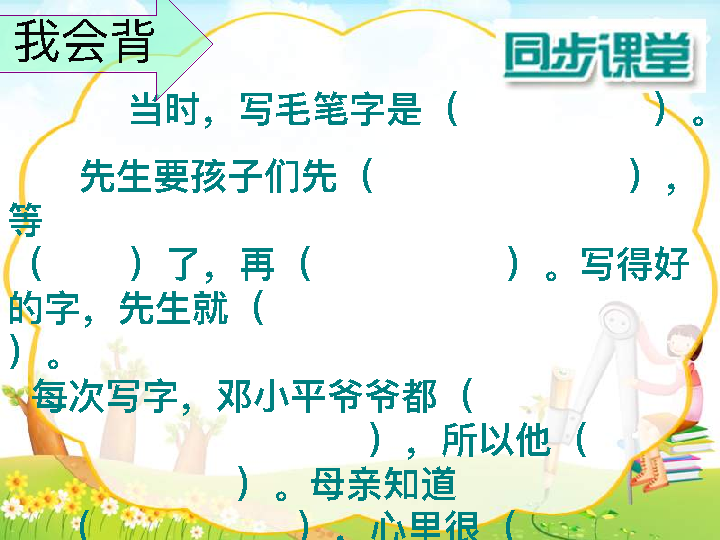 我会背
同步课堂
当时，写毛笔字是（　　　　　）。
先生要孩子们先（　　　　　　　），
等
（　　）了，再（　　　　　）。写得好
的字，先生就（
）。
每次写字，邓小平爷爷都（
），所以他（
）。母亲知道
（　　　　　　），心里很（